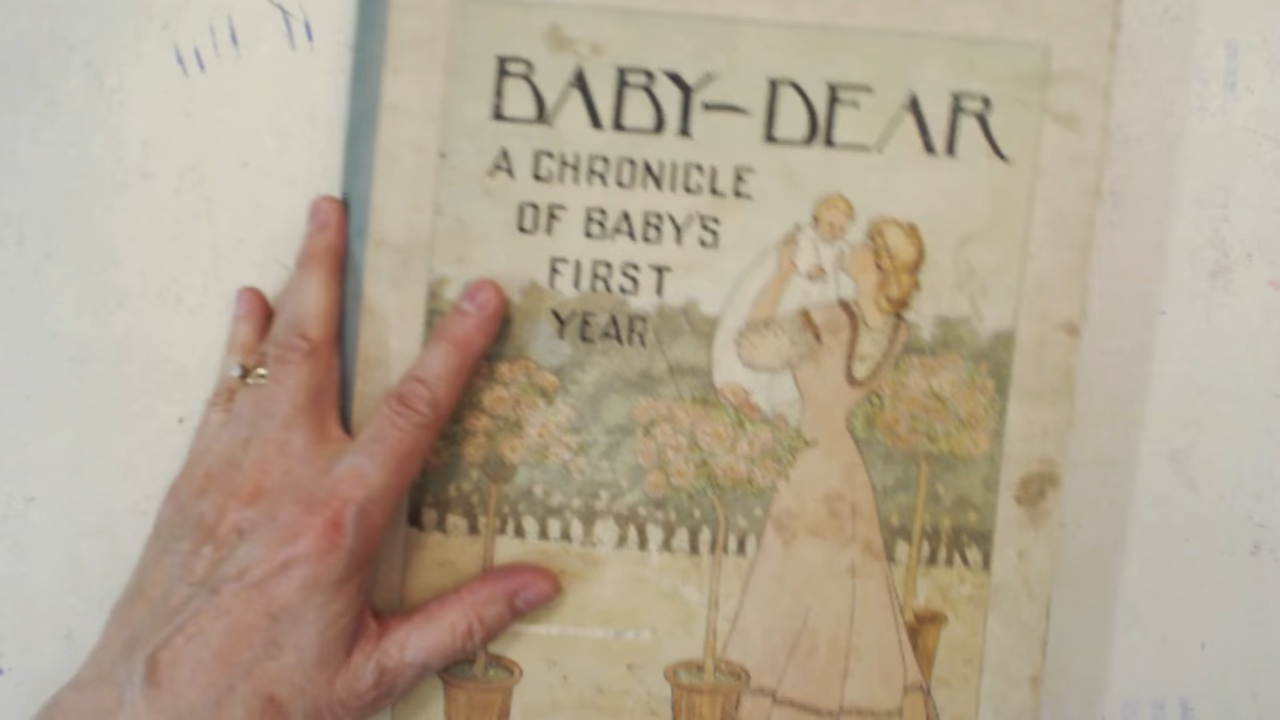 BABY-DEAR
A CHRONICLE
OF BABY'S
FIRST
YEAR